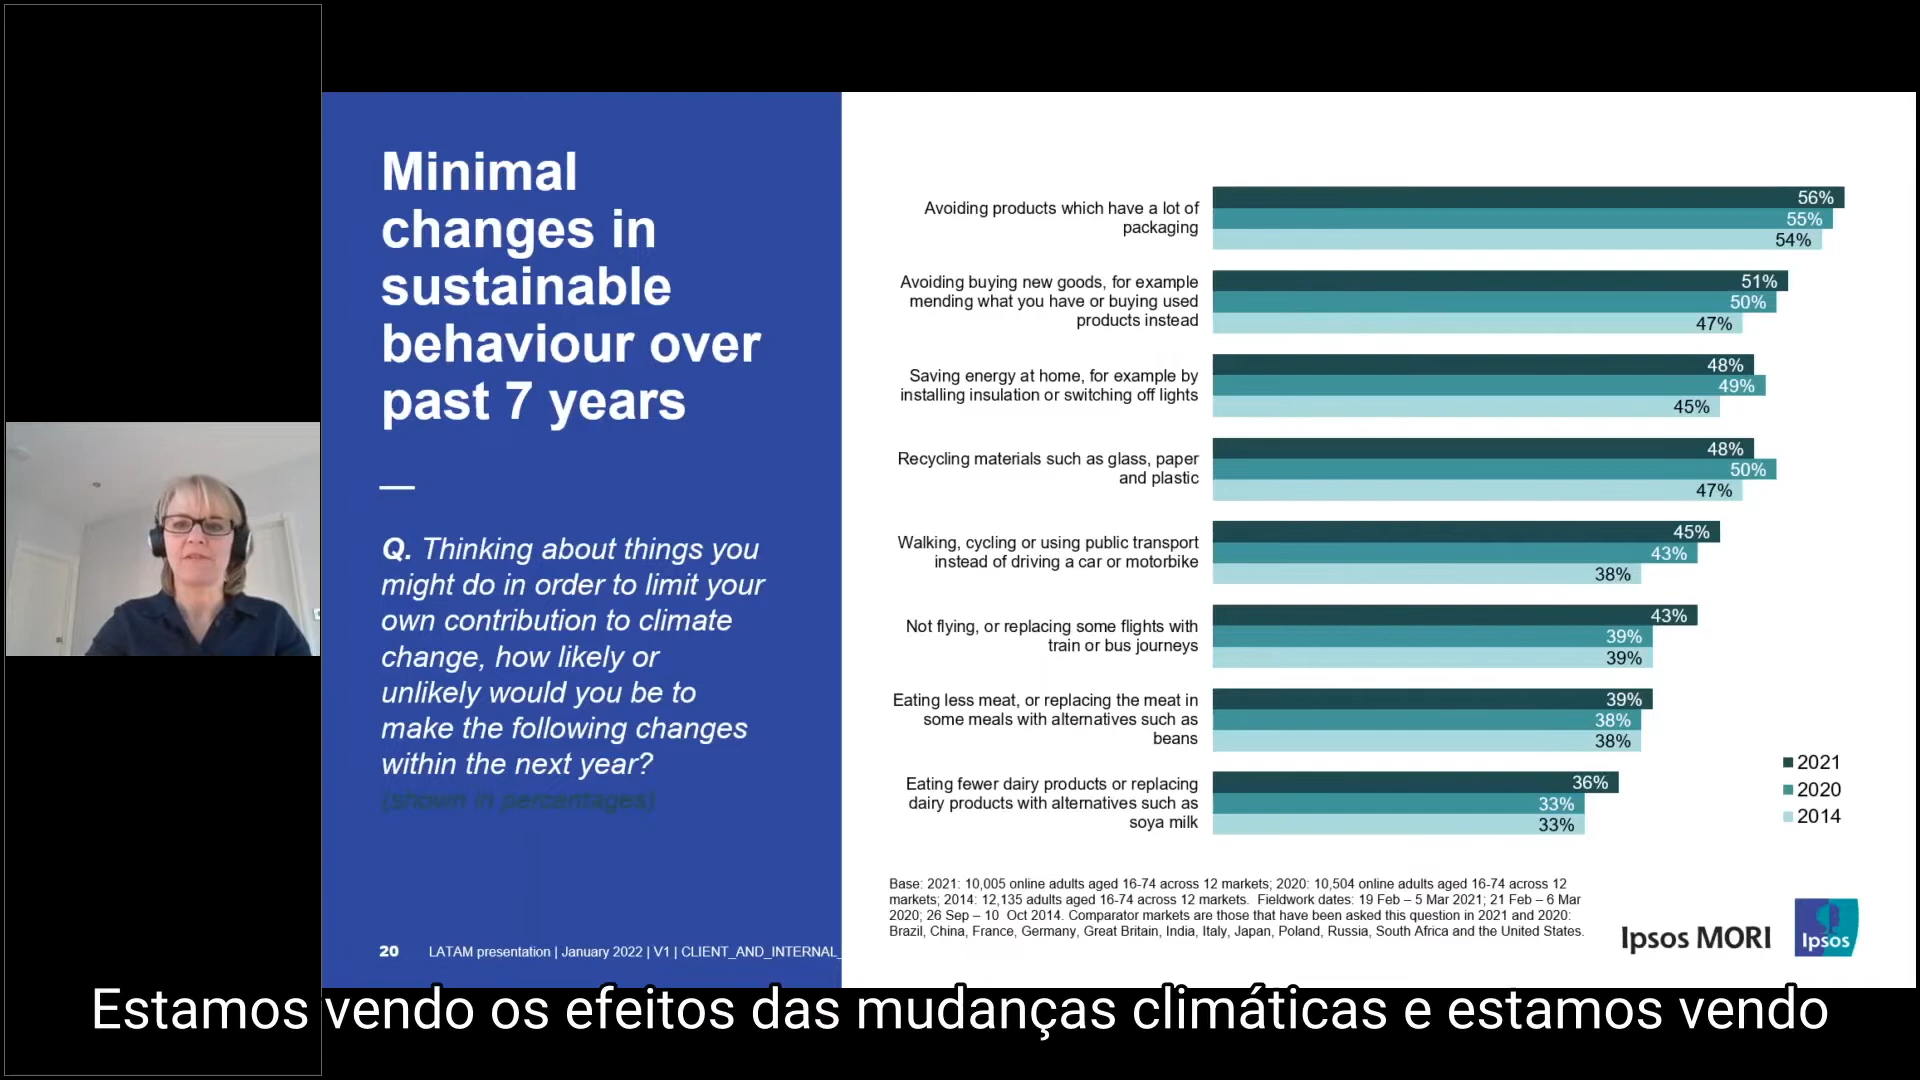 Minimal
changes in
sustainable
behaviour over
past 7 years
Q. Thinking about things you
might do in order to limit your
own contribution to climate
change, how likely or
unlikely would you be to
make the following changes
within the next year?
(shown in percentages)
20 LATAM presentation | January 2022 | V1 | CLIENT_AND_INTERNAL_
Avoiding products which have a lot of
packaging
56%
55%
54%
Avoiding buying new goods, for example
mending what you have or buying used
products instead
51%
50%
47%
Saving energy at home, for example by
installing insulation or switching off lights
48%
49%
45%
Recycling materials such as glass, paper
and plastic
48%
50%
47%
Walking, cycling or using public transport
instead of driving a car or motorbike
45%
43%
38%
Not flying, or replacing some flights with
train or bus journeys
43%
39%
39%
Eating less meat, or replacing the meat in
some meals with alternatives such as
beans
39%
38%
38%
Eating fewer dairy products or replacing
dairy products with alternatives such as
soya milk
36%
33%
33%
2021
2020
2014
Base: 2021: 10,005 online adults aged 16-74 across 12 markets; 2020: 10,504 online adults aged 16-74 across 12
markets; 2014: 12,135 adults aged 16-74 across 12 markets. Fieldwork dates: 19 Feb – 5 Mar 2021; 21 Feb – 6 Mar
2020; 26 Sep – 10 Oct 2014. Comparator markets are those that have been asked this question in 2021 and 2020:
Brazil, China, France, Germany, Great Britain, India, Italy, Japan, Poland, Russia, South Africa and the United States.
Ipsos MORI
Ipsos
Estamos vendo os efeitos das mudanças climáticas e estamos vendo